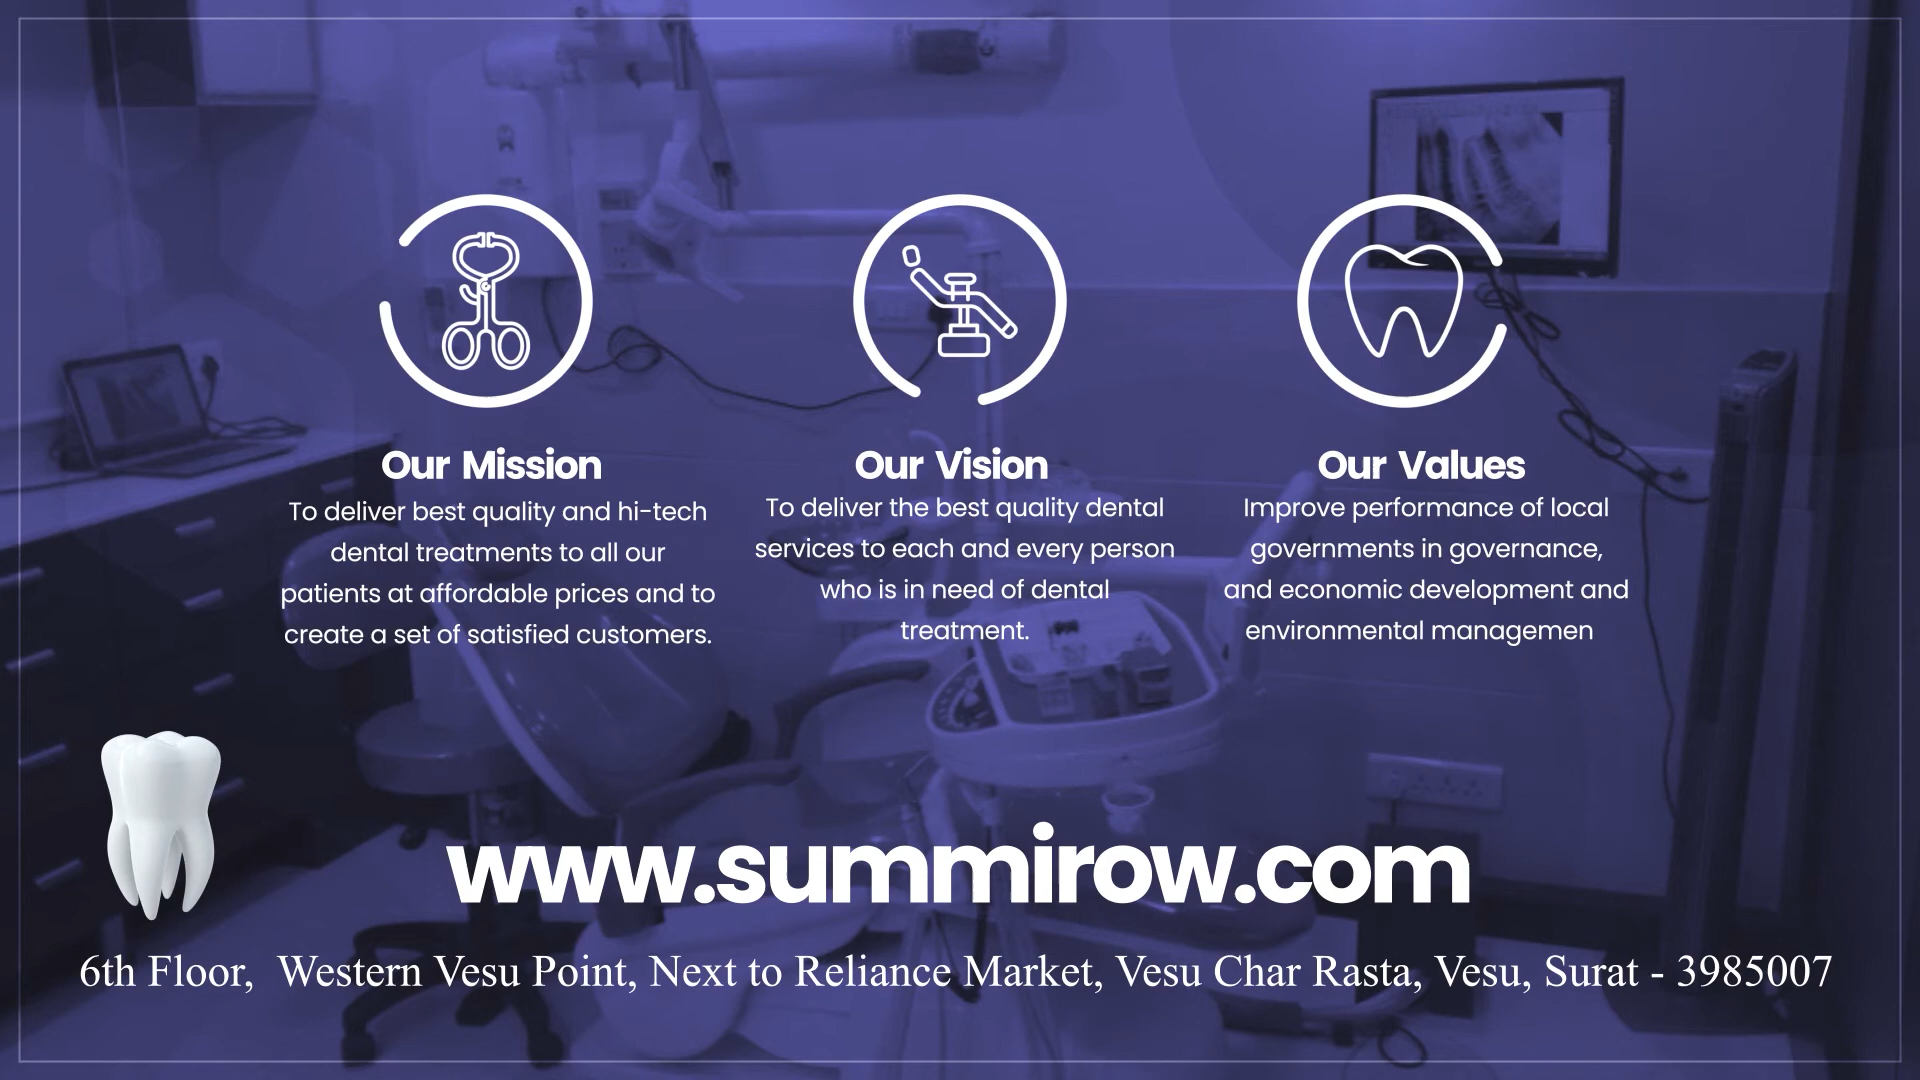 Our Mission
To deliver best quality and hi-tech
dental treatments to all our
patients at affordable prices and to
create a set of satisfied customers.
Our Vision
To deliver the best quality dental
services to each and every person
who is in need of dental
treatment.
Our Values
Improve performance of local
governments in governance,
and economic development and
environmental managemen
www.summirow.com
6th Floor,  Western Vesu Point, Next to Reliance Market, Vesu Char Rasta, Vesu, Surat - 3985007